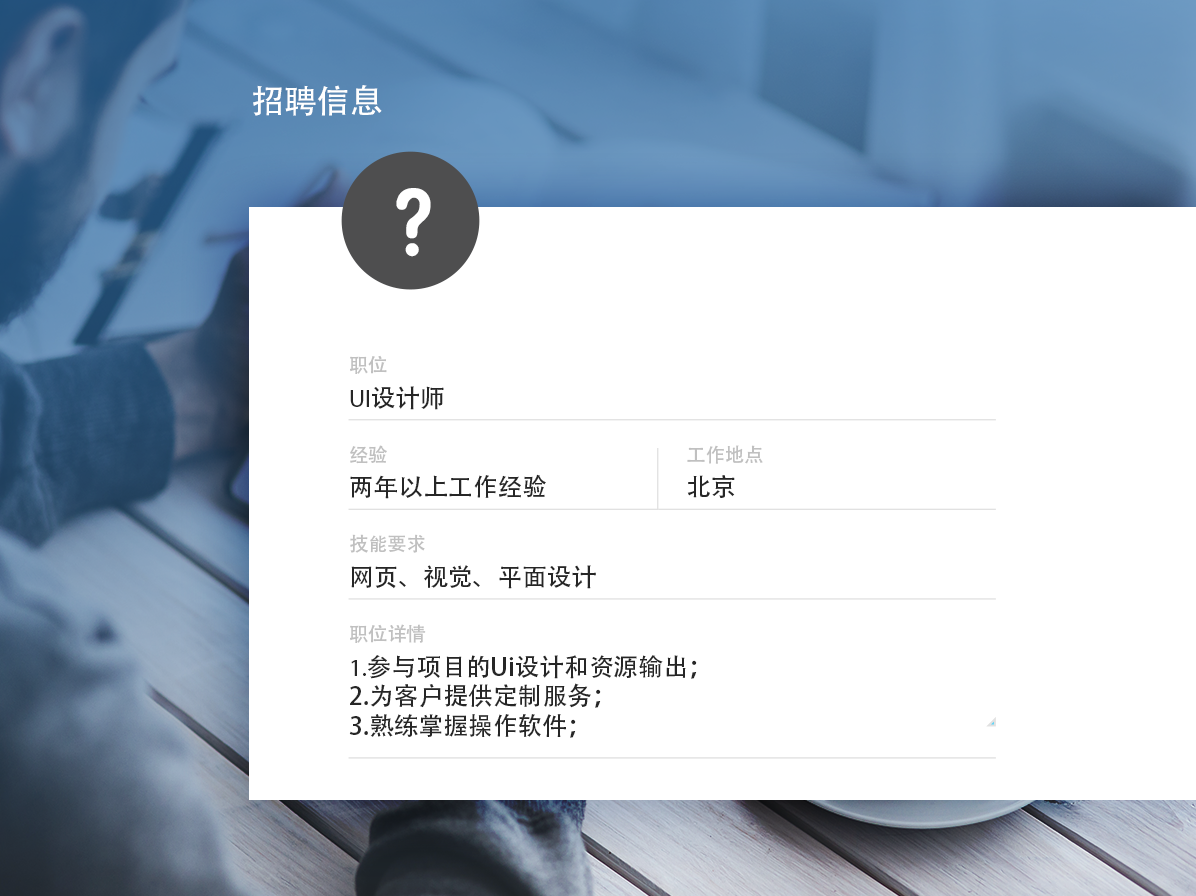 招聘信息
?
职位
UI设计师
经验
工作地点
两年以上工作经验
北京
技能要求
网页、视觉、平面设计
职位详情
1.参与项目的Ui设计和资源输出;
2.为客户提供定制服务;
3.熟练掌握操作软件;